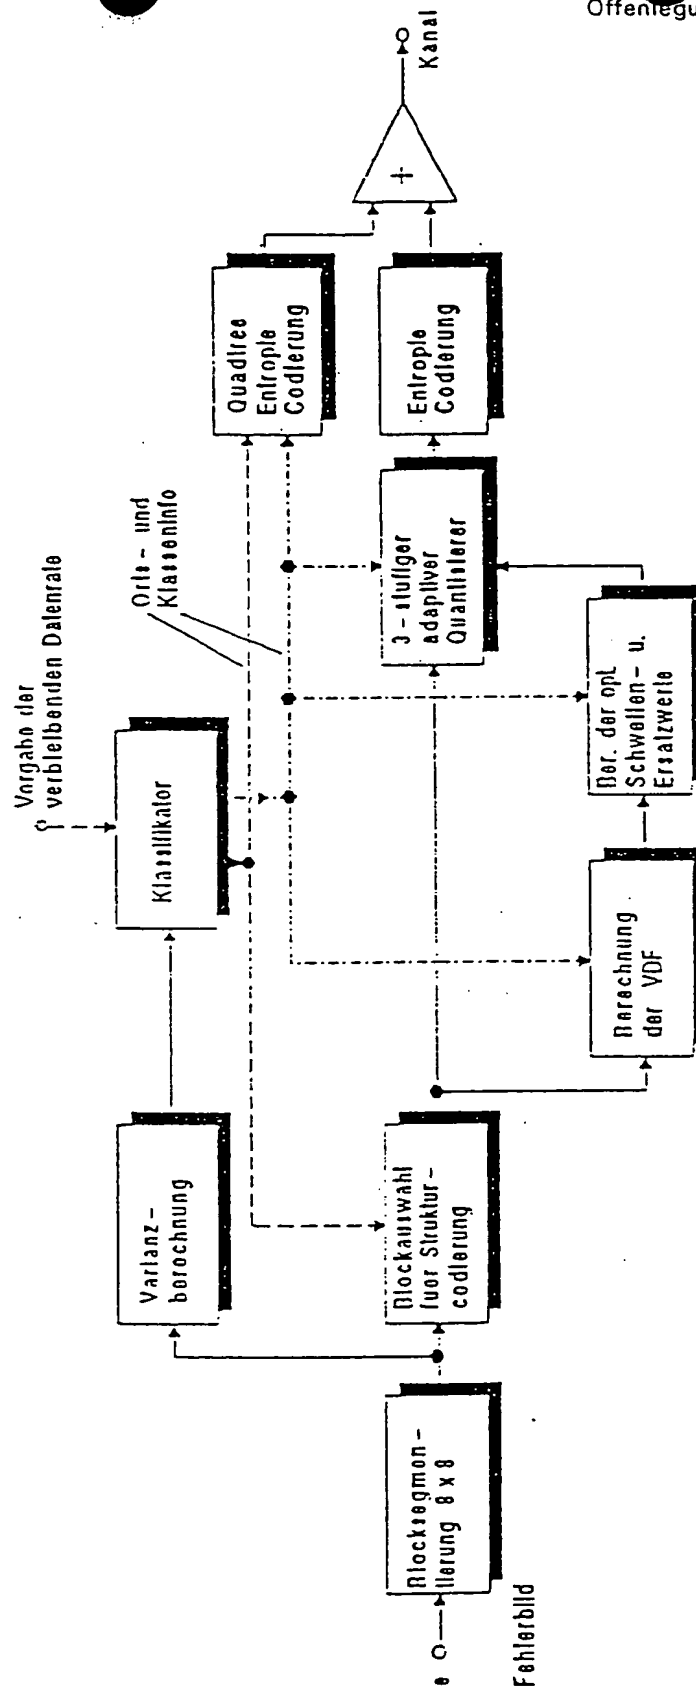 Offenlegu
Kanal
+
Quadtree
Entropie
Codierung
Entropie
Codierung
Orts- und
Klasseninfo
3-stufiger
adaptiver
Quantisierer
Vorgabe der
verbleibenden Datenrate
Klassifikator
Ber. der opt.
Schwellen- u.
Ersatzwerte
Berechnung
der VDF
Varianz-
berechnung
Blockauswahl
fuer Struktur-
codierung
Blocksegmen-
tierung 8 x 8
e
Fehlerbild